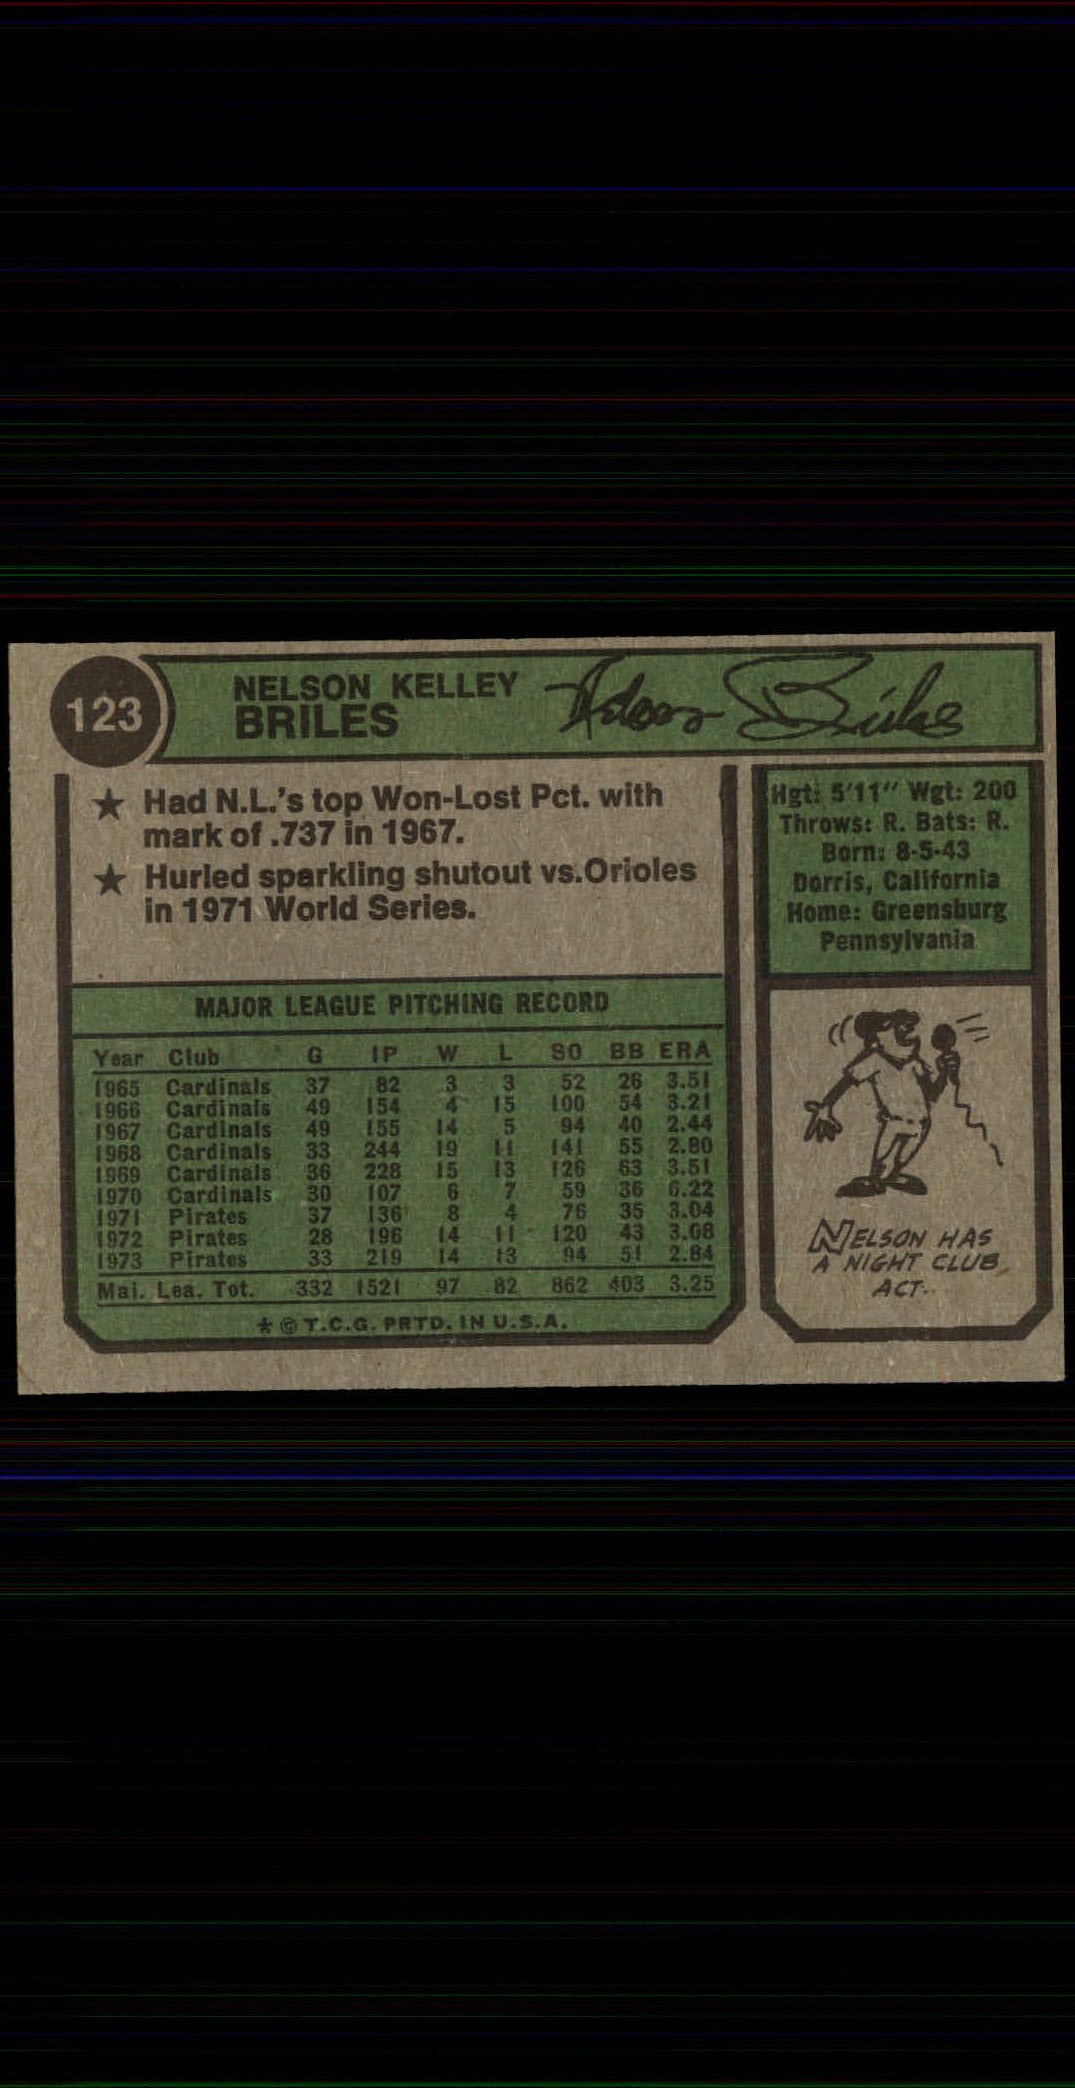 123
NELSON KELLEY
BRILES
Nelson Briles
★ Had N.L.'s top Won-Lost Pct. with
mark of .737 in 1967.
★ Hurled sparkling shutout vs.Orioles
in 1971 World Series.
Hgt: 5'11" Wgt: 200
Throws: R. Bats: R.
Born: 8-5-43
Dorris, California
Home: Greensburg
Pennsylvania
MAJOR LEAGUE PITCHING RECORD
Year Club G IP W L SO BB ERA
1965 Cardinals 37 82 3 3 52 26 3.51
1966 Cardinals 49 154 4 15 100 54 3.21
1967 Cardinals 49 155 14 5 94 40 2.44
1968 Cardinals 33 244 19 11 141 55 2.80
1969 Cardinals 36 228 15 13 126 63 3.51
1970 Cardinals 30 107 6 7 59 36 6.22
1971 Pirates 37 136 8 4 76 35 3.04
1972 Pirates 28 196 14 11 120 43 3.08
1973 Pirates 33 219 14 13 94 51 2.84
Maj. Lea. Tot. 332 1521 97 82 862 403 3.25
* © T.C.G. PRTD. IN U.S.A.
NELSON HAS
A NIGHT CLUB
ACT.